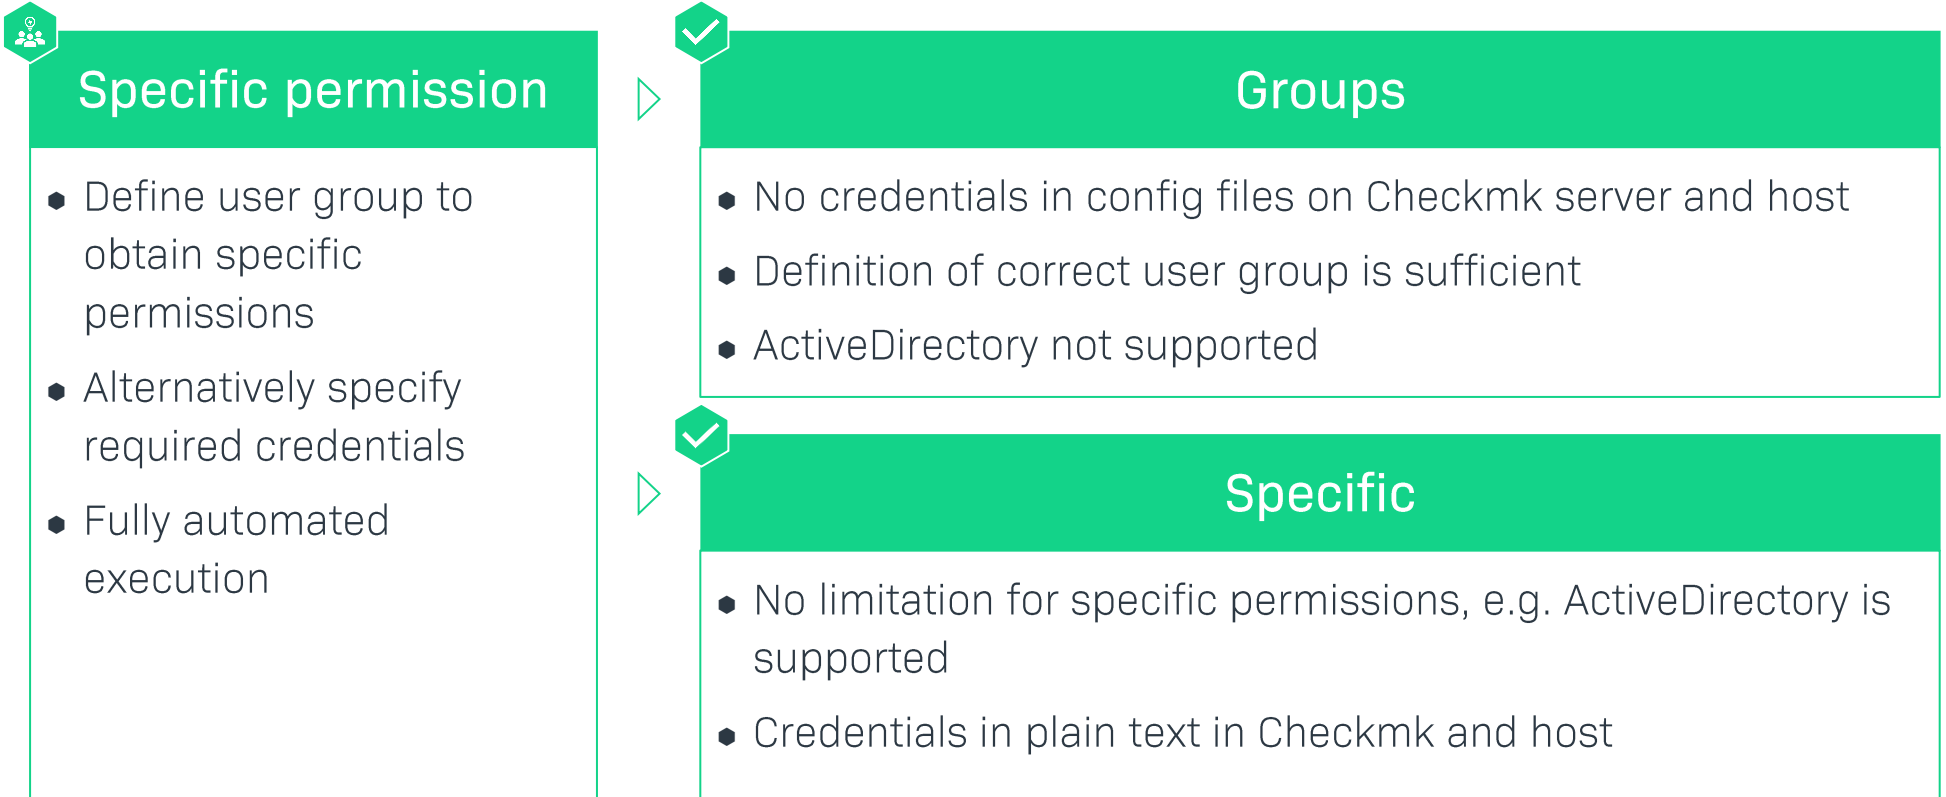 Specific permission
Define user group to
obtain specific
permissions
Alternatively specify
required credentials
Fully automated
execution
Groups
No credentials in config files on Checkmk server and host
Definition of correct user group is sufficient
ActiveDirectory not supported
Specific
No limitation for specific permissions, e.g. ActiveDirectory is
supported
Credentials in plain text in Checkmk and host